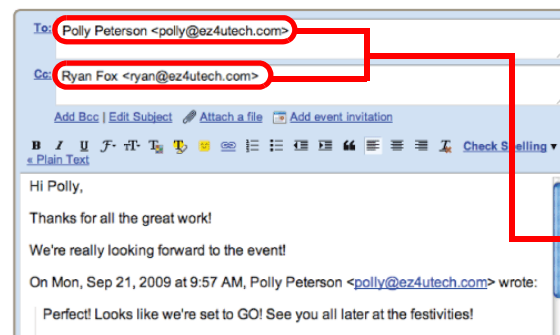 To: Polly Peterson <polly@ez4utech.com>
Cc: Ryan Fox <ryan@ez4utech.com>
Add Bcc | Edit Subject Attach a file Add event invitation
B I U Check Spelling ▾
« Plain Text
Hi Polly,
Thanks for all the great work!
We're really looking forward to the event!
On Mon, Sep 21, 2009 at 9:57 AM, Polly Peterson <polly@ez4utech.com> wrote:
Perfect! Looks like we're set to GO! See you all later at the festivities!